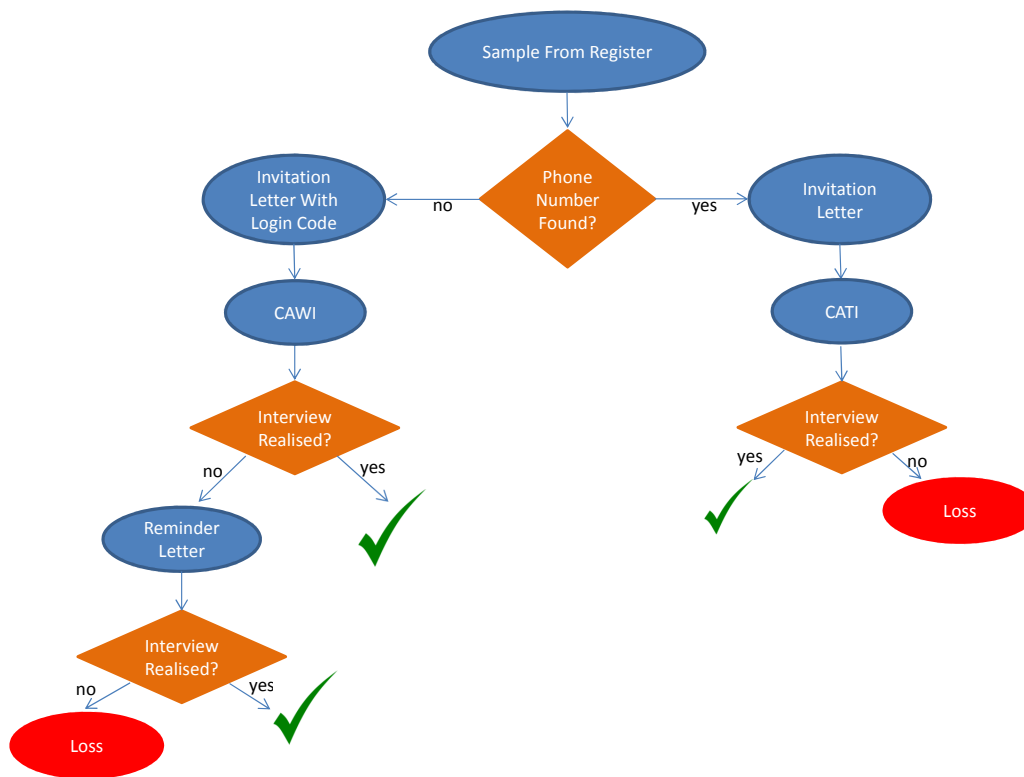 Sample From Register
Phone
Number
Found?
no
yes
Invitation
Letter With
Login Code
Invitation
Letter
CAWI
CATI
Interview
Realised?
Interview
Realised?
no
yes
yes
no
Reminder
Letter
Loss
Interview
Realised?
no
yes
Loss